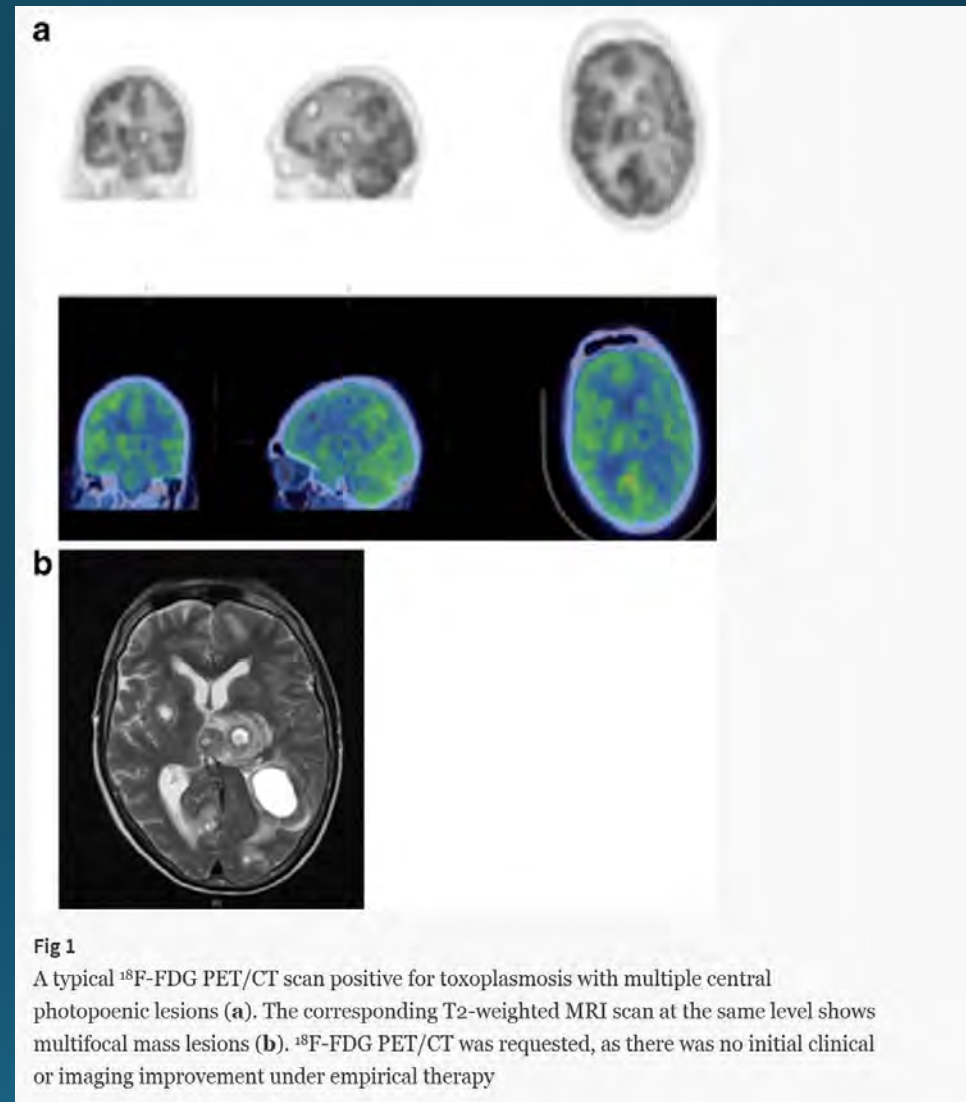 a
b
Fig 1
A typical ¹⁸F-FDG PET/CT scan positive for toxoplasmosis with multiple central
photopoenic lesions (a). The corresponding T2-weighted MRI scan at the same level shows
multifocal mass lesions (b). ¹⁸F-FDG PET/CT was requested, as there was no initial clinical
or imaging improvement under empirical therapy